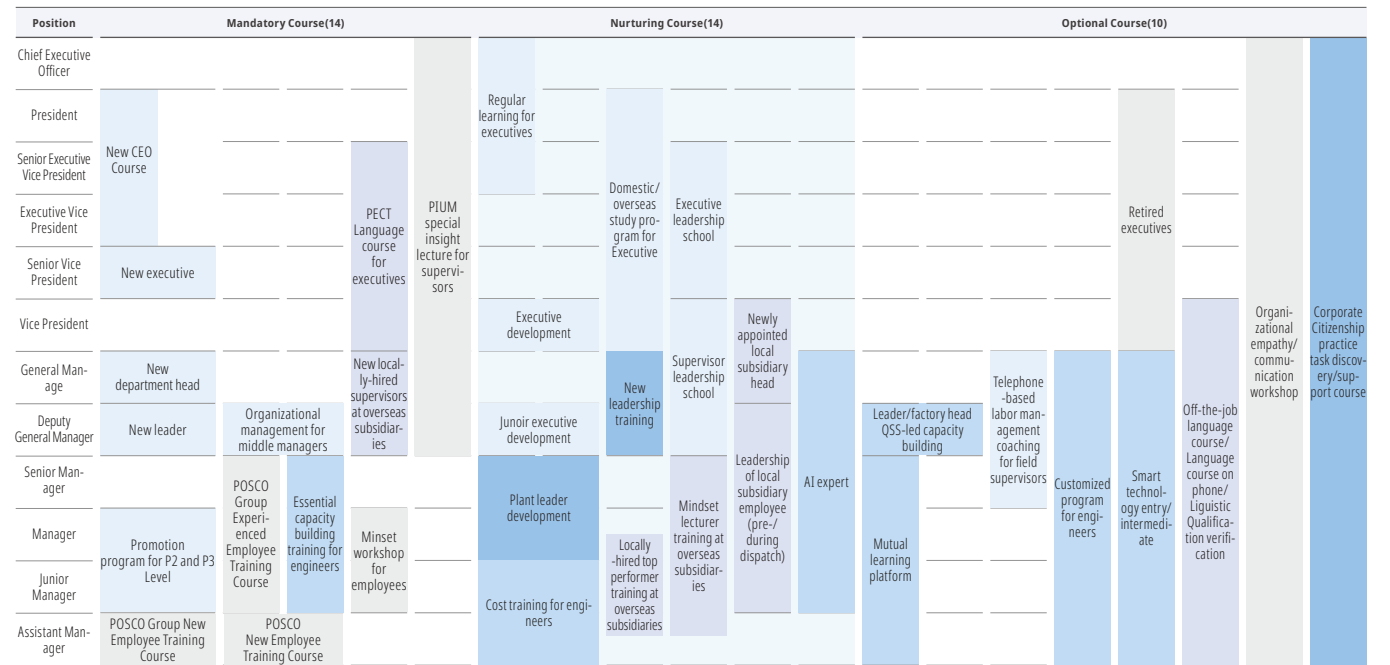 Position
Mandatory Course(14)
Nurturing Course(14)
Optional Course(10)
Chief Executive
Officer
President
Senior Executive
Vice President
Executive Vice
President
Senior Vice
President
Vice President
General Man-
age
Deputy
General Manager
Senior Man-
ager
Manager
Junior
Manager
Assistant Man-
ager
New CEO
Course
New executive
New
department head
New leader
Promotion
program for P2 and P3
Level
POSCO Group New
Employee Training
Course
Organizational
management for
middle managers
POSCO
Group
Experi-
enced
Employee
Training
Course
Essential
capacity
building
training for
engineers
POSCO
New Employee
Training Course
PECT
Language
course
for
executives
New local-
ly-hired
supervisors
at overseas
subsidiar-
ies
Minset
workshop
for
employees
PIUM
special
insight
lecture for
supervi-
sors
Regular
learning for
executives
Executive
development
Junoir executive
development
Plant leader
development
Cost training for engi-
neers
Domestic/
overseas
study pro-
gram for
Executive
New
leadership
training
Locally
-hired top
performer
training at
overseas
subsidiaries
Executive
leadership
school
Supervisor
leadership
school
Mindset
lecturer
training at
overseas
subsidiar-
ies
Newly
appointed
local
subsidiary
head
Leadership
of local
subsidiary
employee
(pre-/
during
dispatch)
AI expert
Leader/factory head
QSS-led capacity
building
Mutual
learning
platform
Telephone
-based
labor man-
agement
coaching
for field
supervisors
Customized
program
for engi-
neers
Retired
executives
Smart
technol-
ogy entry/
intermedi-
ate
Off-the-job
language
course/
Language
course on
phone/
Liguistic
Qualifica-
tion verifi-
cation
Organi-
zational
empathy/
commu-
nication
workshop
Corporate
Citizenship
practice
task discov-
ery/sup-
port course